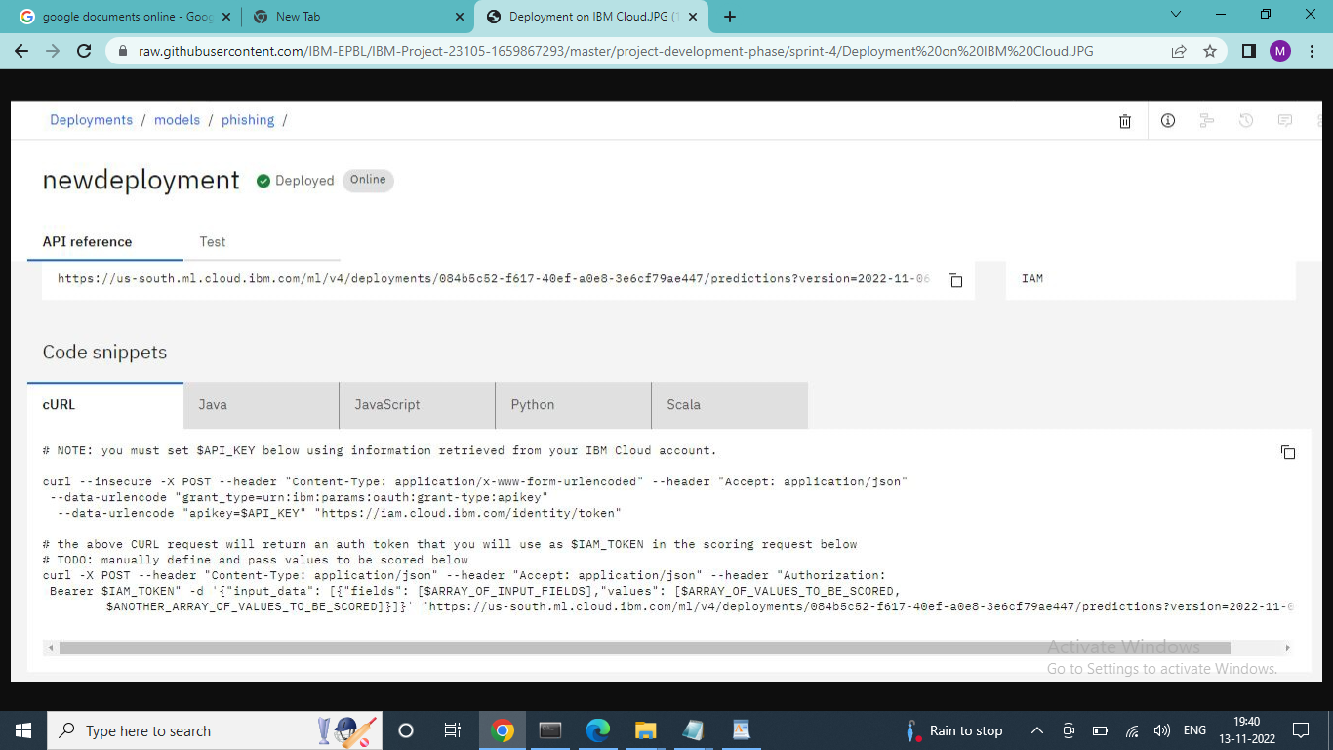 google documents online - Goog
New Tab
Deployment on IBM Cloud.JPG (1
raw.githubusercontent.com/IBM-EPBL/IBM-Project-23105-1659867293/master/project-development-phase/sprint-4/Deployment%20cn%20IBM%20Cloud.JPG
M
Deployments / models / phishing /
newdeployment Deployed Online
API reference Test
https://us-south.ml.cloud.ibm.com/ml/v4/deployments/084b5c52-f617-40ef-a0e8-3e6cf79ae447/predictions?version=2022-11-06 IAM
Code snippets
cURL Java JavaScript Python Scala
# NOTE: you must set $API_KEY below using information retrieved from your IBM Cloud account.
curl --insecure -X POST --header "Content-Type: application/x-www-form-urlencoded" --header "Accept: application/json"
--data-urlencode "grant_type=urn:ibm:params:oauth:grant-type:apikey"
--data-urlencode "apikey=$API_KEY" "https://iam.cloud.ibm.com/identity/token"
# the above CURL request will return an auth token that you will use as $IAM_TOKEN in the scoring request below
# TODO: manually define and pass values to be scored below
curl -X POST --header "Content-Type: application/json" --header "Accept: application/json" --header "Authorization:
Bearer $IAM_TOKEN" -d '{"input_data": [{"fields": [$ARRAY_OF_INPUT_FIELDS],"values": [$ARRAY_OF_VALUES_TO_BE_SCORED,
$ANOTHER_ARRAY_OF_VALUES_TO_BE_SCORED]}]}' 'https://us-south.ml.cloud.ibm.com/ml/v4/deployments/084b5c52-f617-40ef-a0e8-3e6cf79ae447/predictions?version=2022-11-0
Activate Windows
Go to Settings to activate Windows.
Type here to search
Rain to stop
ENG
19:40
13-11-2022